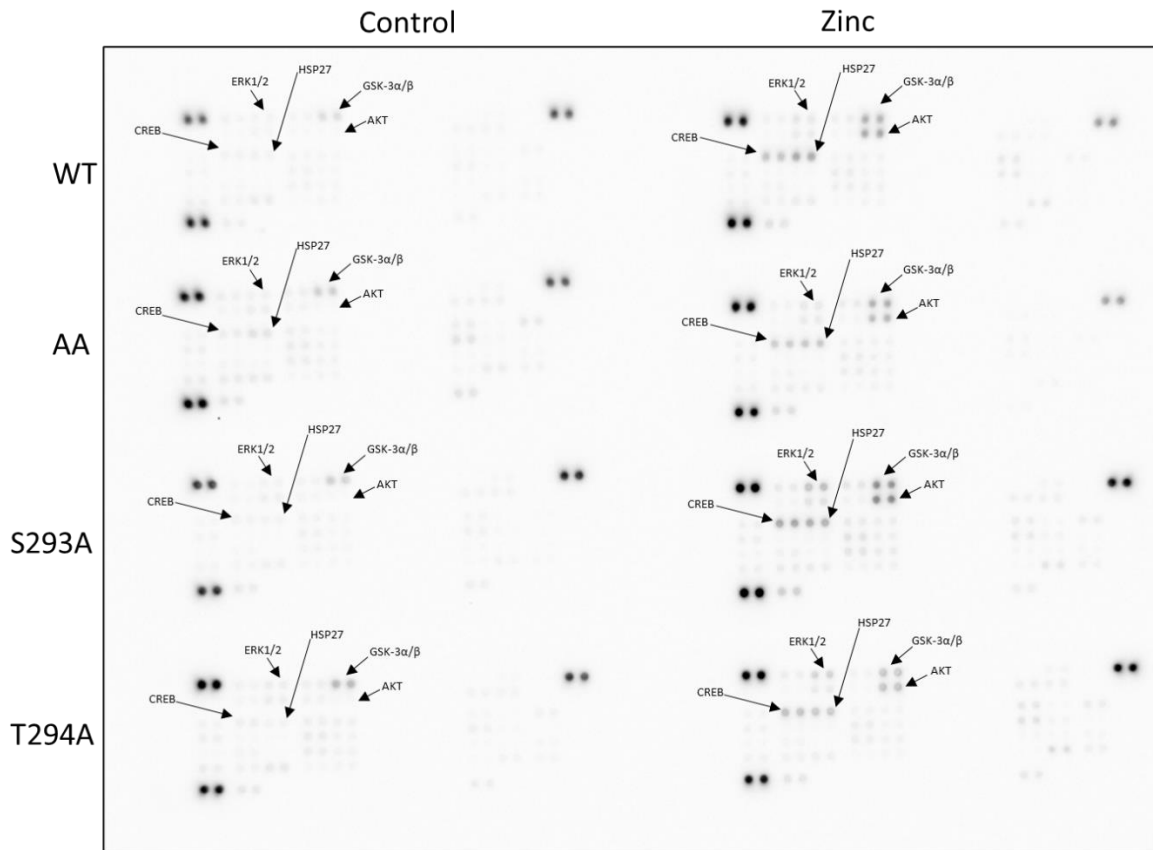 Control
Zinc
WT
ERK1/2
HSP27
GSK-3α/β
AKT
CREB
ERK1/2
HSP27
GSK-3α/β
AKT
CREB
AA
ERK1/2
HSP27
GSK-3α/β
AKT
CREB
ERK1/2
HSP27
GSK-3α/β
AKT
CREB
S293A
ERK1/2
HSP27
GSK-3α/β
AKT
CREB
ERK1/2
HSP27
GSK-3α/β
AKT
CREB
T294A
ERK1/2
HSP27
GSK-3α/β
AKT
CREB
ERK1/2
HSP27
GSK-3α/β
AKT
CREB